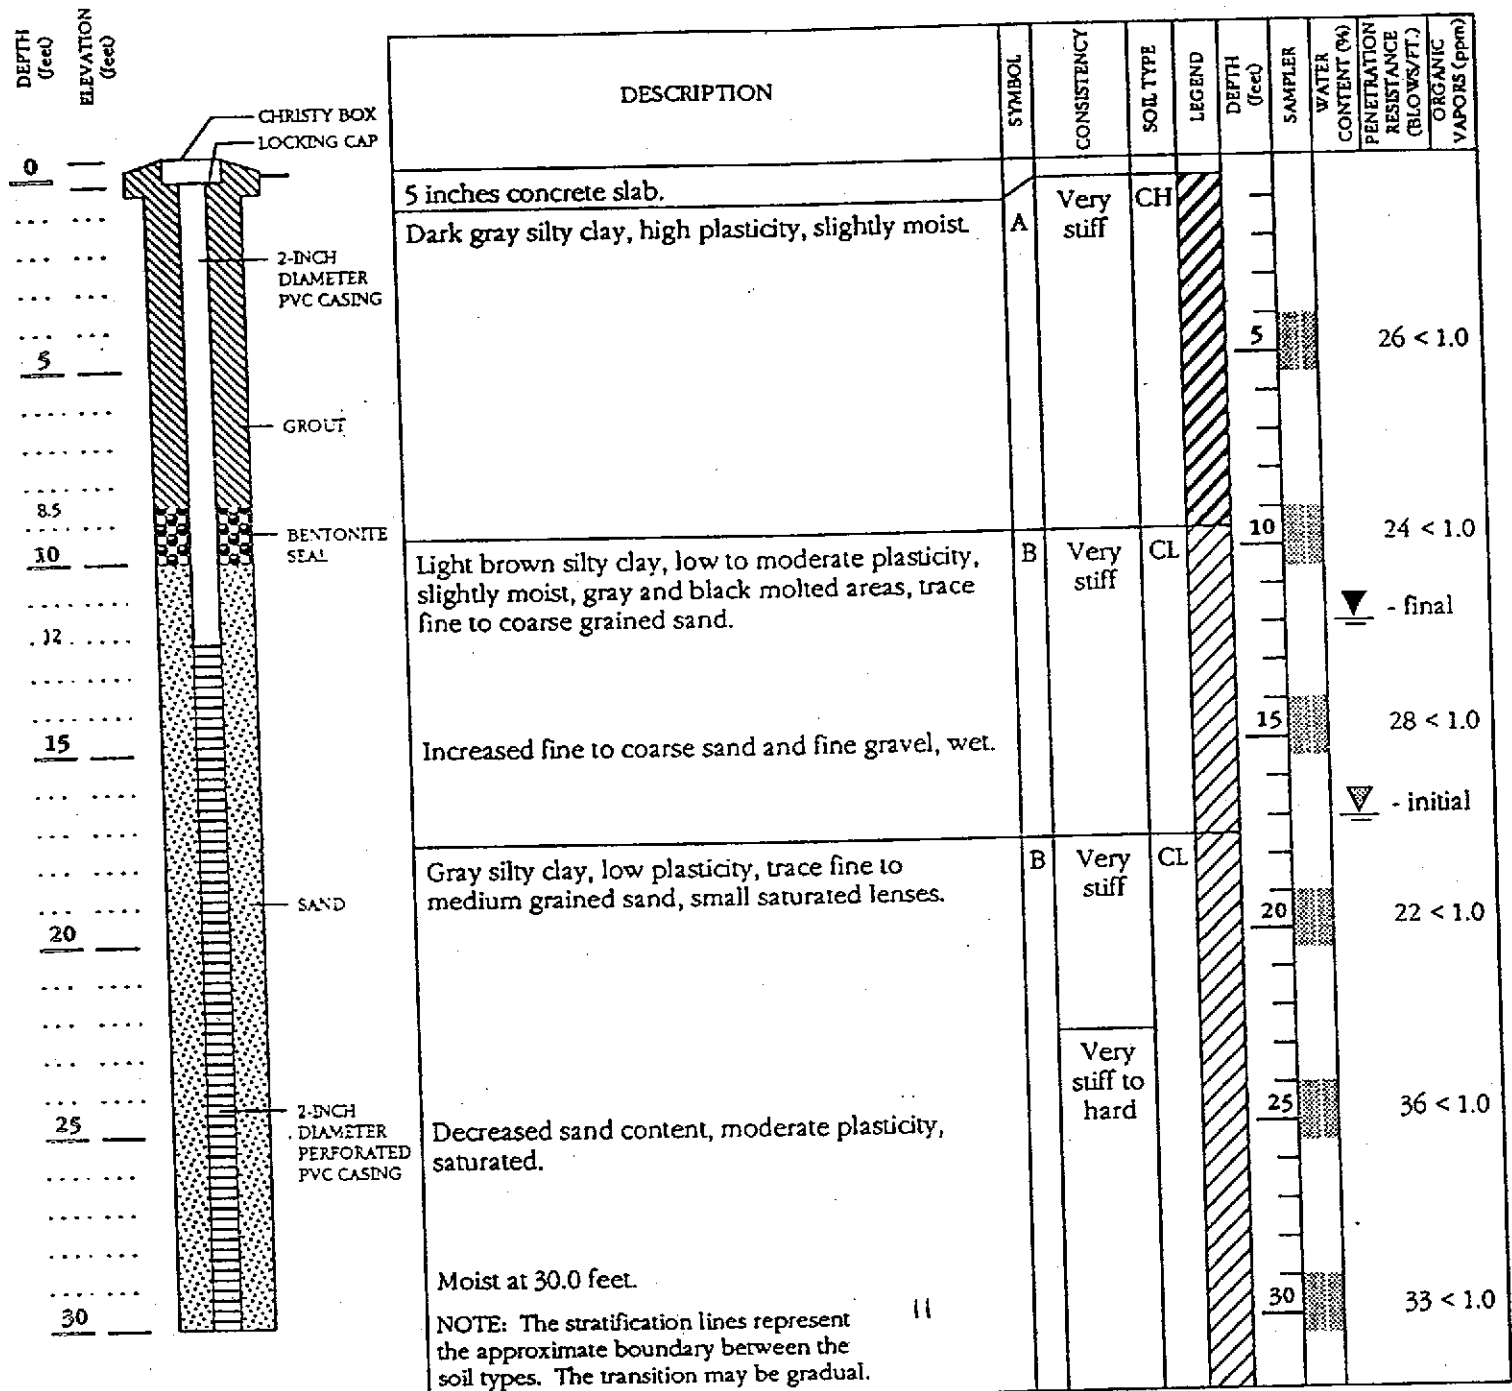 DEPTH
(feet)
ELEVATION
(feet)
0
5
8.5
10
12
15
20
25
30
CHRISTY BOX
LOCKING CAP
2-INCH
DIAMETER
PVC CASING
GROUT
BENTONITE
SEAL
SAND
2-INCH
DIAMETER
PERFORATED
PVC CASING
DESCRIPTION
SYMBOL
CONSISTENCY
SOIL TYPE
LEGEND
DEPTH
(feet)
SAMPLER
WATER
CONTENT (%)
PENETRATION
RESISTANCE
(BLOWS/FT.)
ORGANIC
VAPORS (ppm)
5 inches concrete slab.
Dark gray silty clay, high plasticity, slightly moist.
A
Very
stiff
CH
5
26 < 1.0
10
24 < 1.0
Light brown silty clay, low to moderate plasticity,
slightly moist, gray and black molted areas, trace
fine to coarse grained sand.
B
Very
stiff
CL
- final
15
28 < 1.0
Increased fine to coarse sand and fine gravel, wet.
- initial
Gray silty clay, low plasticity, trace fine to
medium grained sand, small saturated lenses.
B
Very
stiff
CL
20
22 < 1.0
Very
stiff to
hard
25
36 < 1.0
Decreased sand content, moderate plasticity,
saturated.
Moist at 30.0 feet.
30
33 < 1.0
NOTE: The stratification lines represent
the approximate boundary between the
soil types. The transition may be gradual.
11